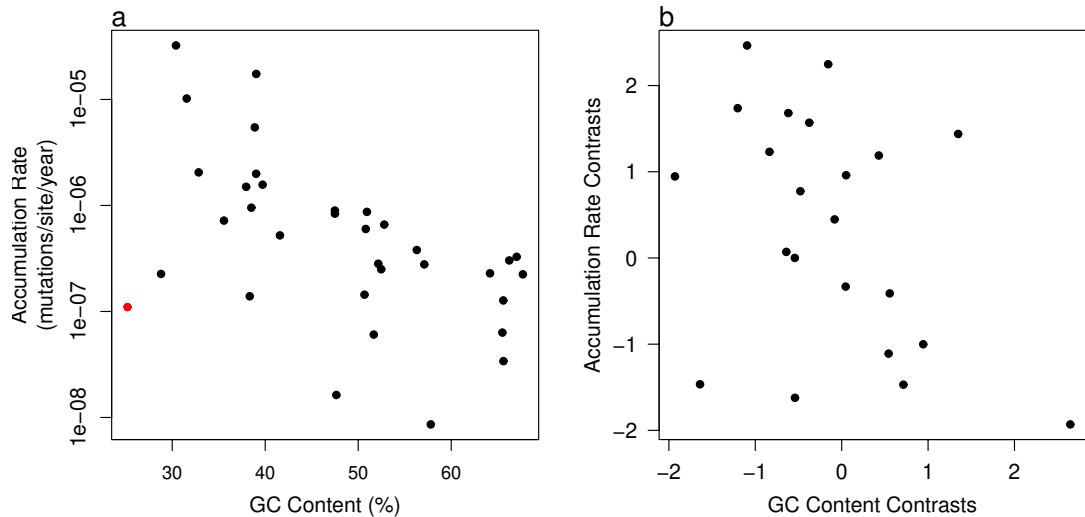 a
1e−05
1e−06
1e−07
1e−08
Accumulation Rate
(mutations/site/year)
30 40 50 60
GC Content (%)
b
2
1
0
−1
−2
Accumulation Rate Contrasts
−2 −1 0 1 2
GC Content Contrasts